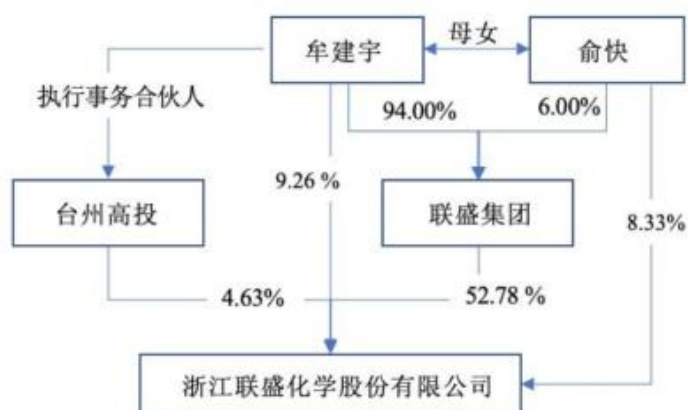 牟建宇
母女
俞快
执行事务合伙人
94.00%
6.00%
9.26 %
台州高投
联盛集团
8.33%
4.63%
52.78 %
浙江联盛化学股份有限公司